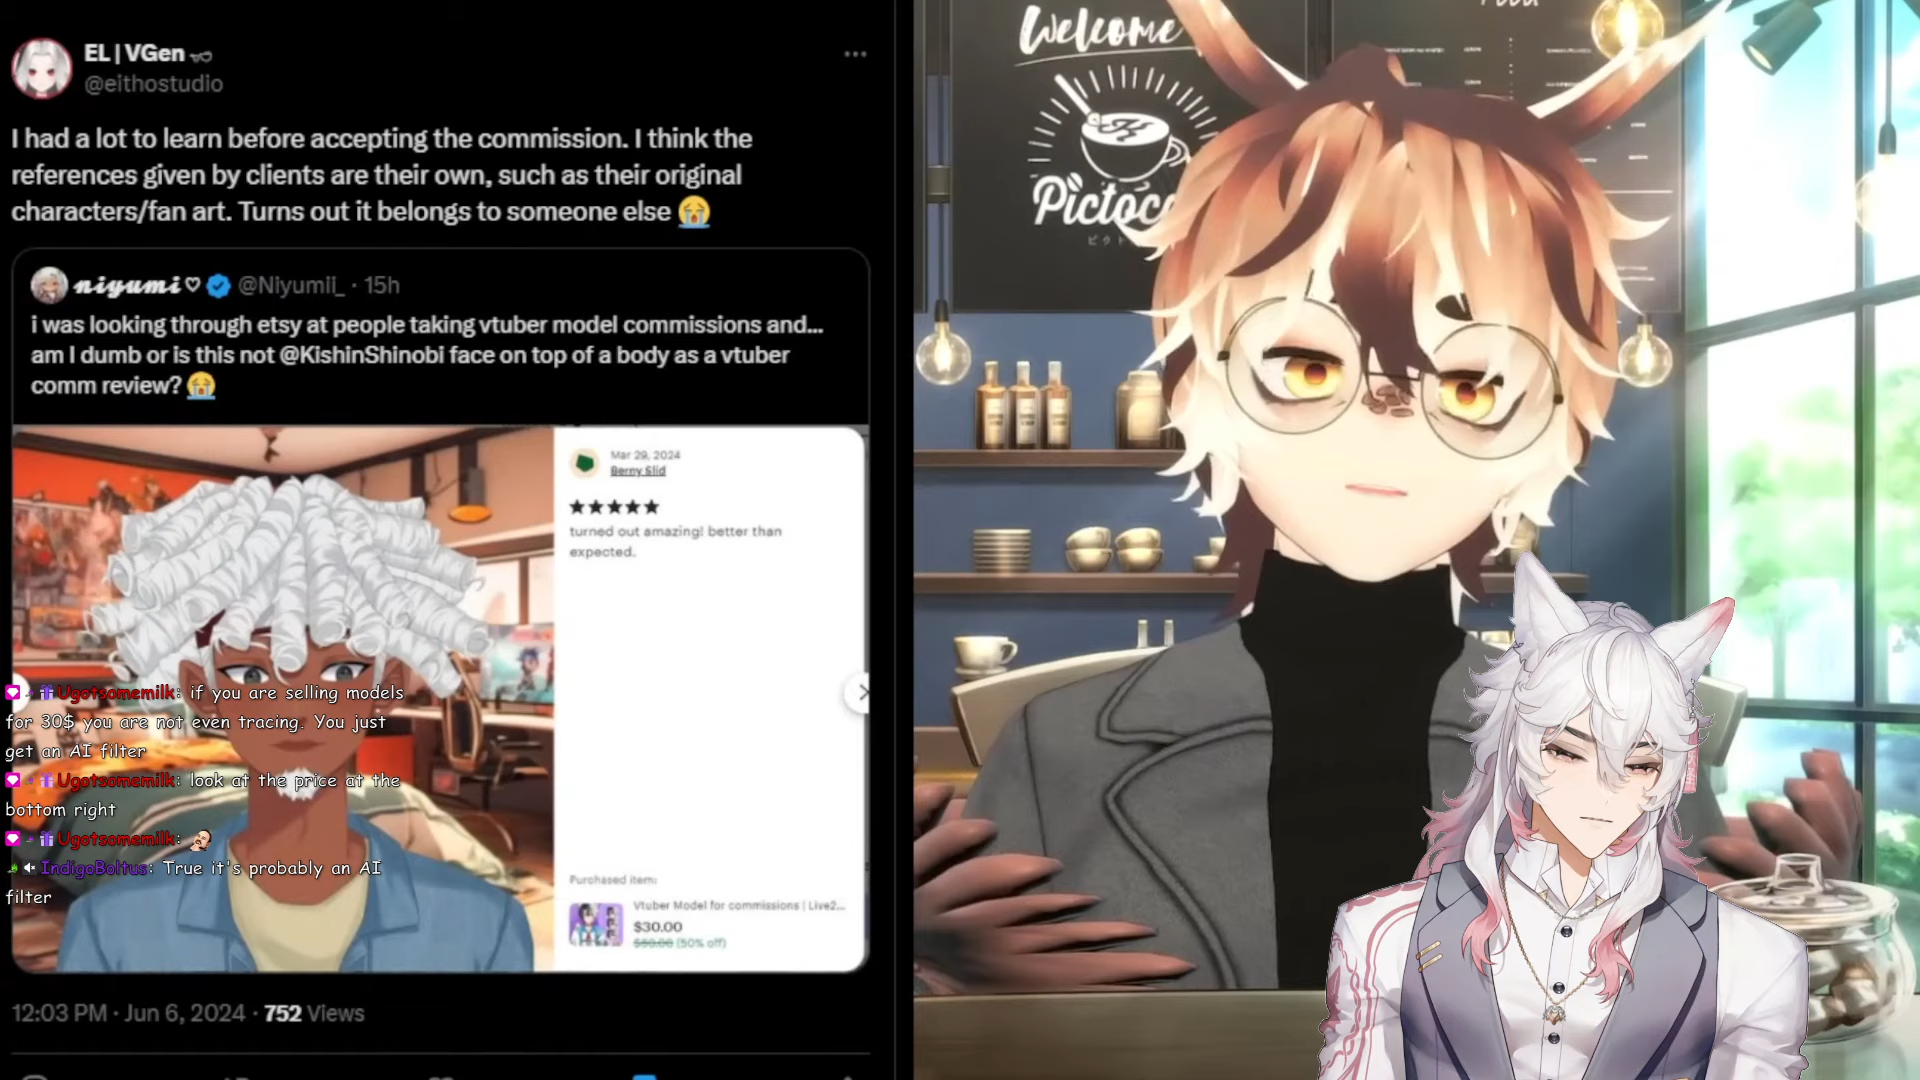 EL | VGen
@eithostudio
I had a lot to learn before accepting the commission. I think the
references given by clients are their own, such as their original
characters/fan art. Turns out it belongs to someone else 😭
niyumi♡ @Niyumii_ · 15h
i was looking through etsy at people taking vtuber model commissions and...
am I dumb or is this not @KishinShinobi face on top of a body as a vtuber
comm review? 😭
Mar 29, 2024
Berny Slid
★★★★★
turned out amazing! better than
expected.
Purchased item:
Vtuber Model for commissions | Live2...
$30.00
$60.00 (50% off)
Ugotsomemilk: if you are selling models
for 30$ you are not even tracing. You just
get an AI filter
Ugotsomemilk: look at the price at the
bottom right
Ugotsomemilk:
IndigoBoltus: True it's probably an AI
filter
12:03 PM · Jun 6, 2024 · 752 Views
Welcome